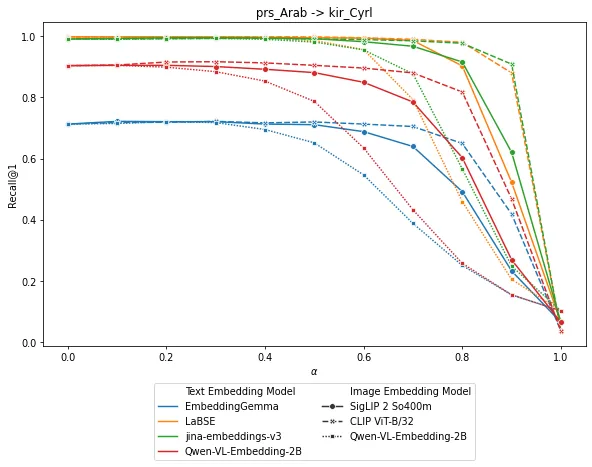 prs_Arab -> kir_Cyrl
Recall@1
1.0
0.8
0.6
0.4
0.2
0.0
0.0 0.2 0.4 0.6 0.8 1.0
α
Text Embedding Model
EmbeddingGemma
LaBSE
jina-embeddings-v3
Qwen-VL-Embedding-2B
Image Embedding Model
SigLIP 2 So400m
CLIP ViT-B/32
Qwen-VL-Embedding-2B